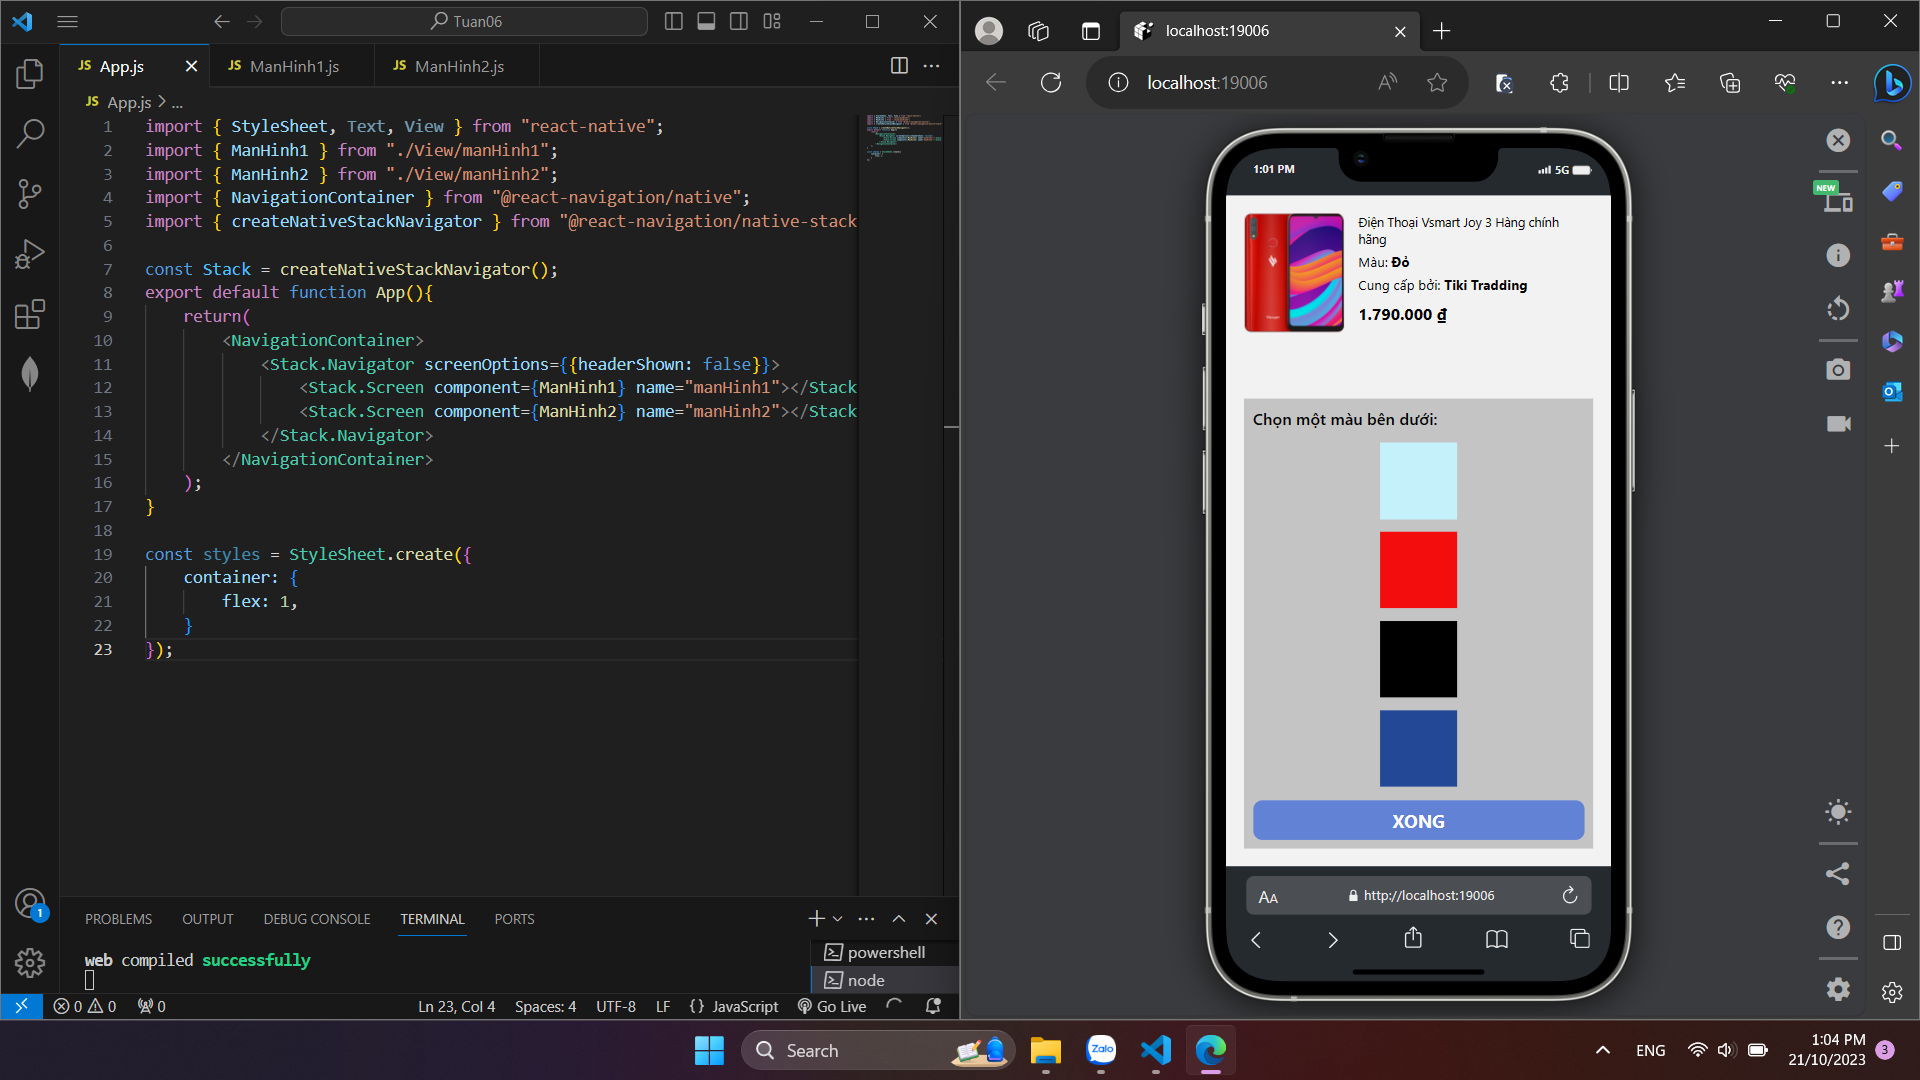 Tuan06
JS App.js
JS ManHinh1.js
JS ManHinh2.js
JS App.js > ...
1 import { StyleSheet, Text, View } from "react-native";
2 import { ManHinh1 } from "./View/manHinh1";
3 import { ManHinh2 } from "./View/manHinh2";
4 import { NavigationContainer } from "@react-navigation/native";
5 import { createNativeStackNavigator } from "@react-navigation/native-stack
6
7 const Stack = createNativeStackNavigator();
8 export default function App(){
9 return(
10 <NavigationContainer>
11 <Stack.Navigator screenOptions={{headerShown: false}}>
12 <Stack.Screen component={ManHinh1} name="manHinh1"></Stack
13 <Stack.Screen component={ManHinh2} name="manHinh2"></Stack
14 </Stack.Navigator>
15 </NavigationContainer>
16 );
17 }
18
19 const styles = StyleSheet.create({
20 container: {
21 flex: 1,
22 }
23 });
PROBLEMS OUTPUT DEBUG CONSOLE TERMINAL PORTS
web compiled successfully
powershell
node
1
0 0 0
Ln 23, Col 4 Spaces: 4 UTF-8 LF {} JavaScript Go Live
localhost:19006
localhost:19006
NEW
1:01 PM
5G
Điện Thoại Vsmart Joy 3 Hàng chính
hãng
Màu: Đỏ
Cung cấp bởi: Tiki Tradding
1.790.000 ₫
Chọn một màu bên dưới:
XONG
AA http://localhost:19006
Search
Zalo
ENG
1:04 PM
21/10/2023
3